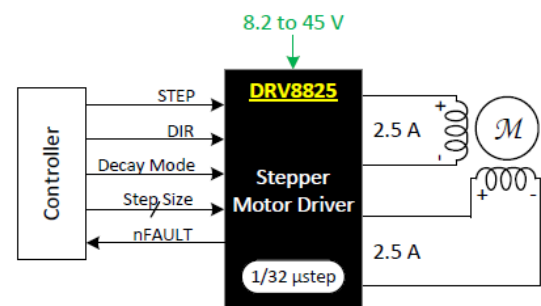 8.2 to 45 V
Controller
STEP
DIR
Decay Mode
Step Size
nFAULT
DRV8825
Stepper
Motor Driver
1/32 µstep
+
2.5 A
-
M
+ -
2.5 A